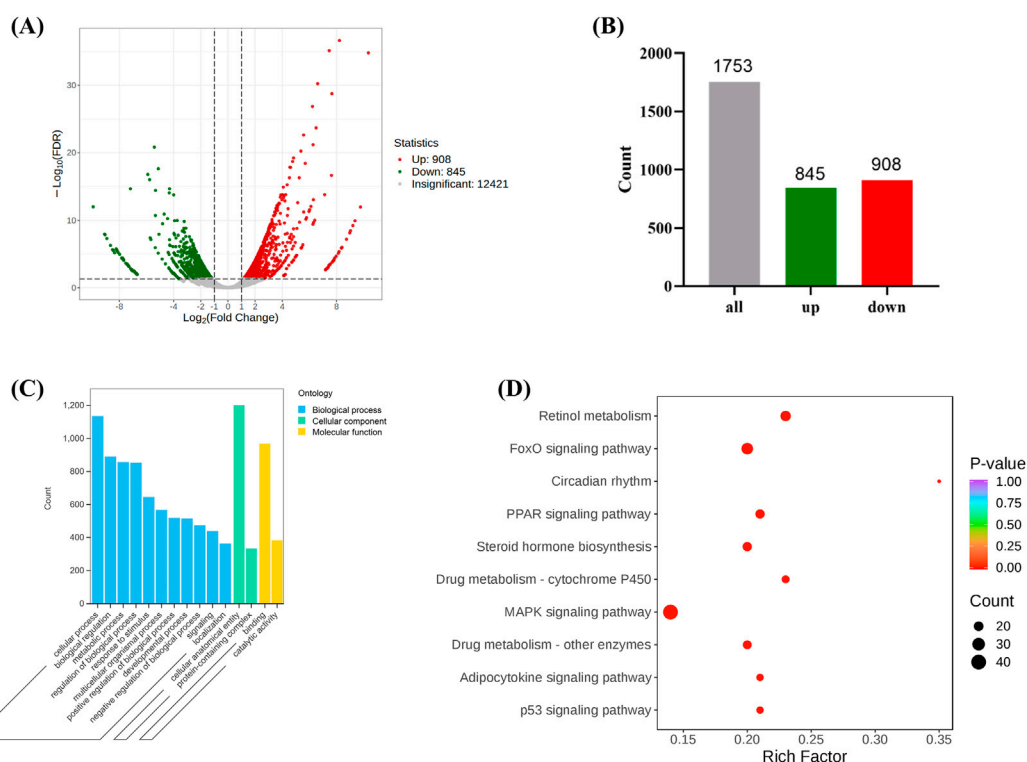 (A)
30
20
10
0
− Log10(FDR)
-8
-4
-2
-1
0
1
2
4
8
Log2(Fold Change)
Statistics
Up: 908
Down: 845
Insignificant: 12421
(B)
2000
1500
1000
500
0
Count
1753
845
908
all
up
down
(C)
1,200
1,000
800
600
400
200
0
Count
Ontology
Biological process
Cellular component
Molecular function
cellular process
biological regulation
metabolic process
regulation of biological process
response to stimulus
multicellular organismal process
positive regulation of biological process
developmental process
negative regulation of biological process
signaling
localization
cellular anatomical entity
protein-containing complex
binding
catalytic activity
(D)
Retinol metabolism
FoxO signaling pathway
Circadian rhythm
PPAR signaling pathway
Steroid hormone biosynthesis
Drug metabolism - cytochrome P450
MAPK signaling pathway
Drug metabolism - other enzymes
Adipocytokine signaling pathway
p53 signaling pathway
0.15
0.20
0.25
0.30
0.35
Rich Factor
P-value
1.00
0.75
0.50
0.25
0.00
Count
20
30
40